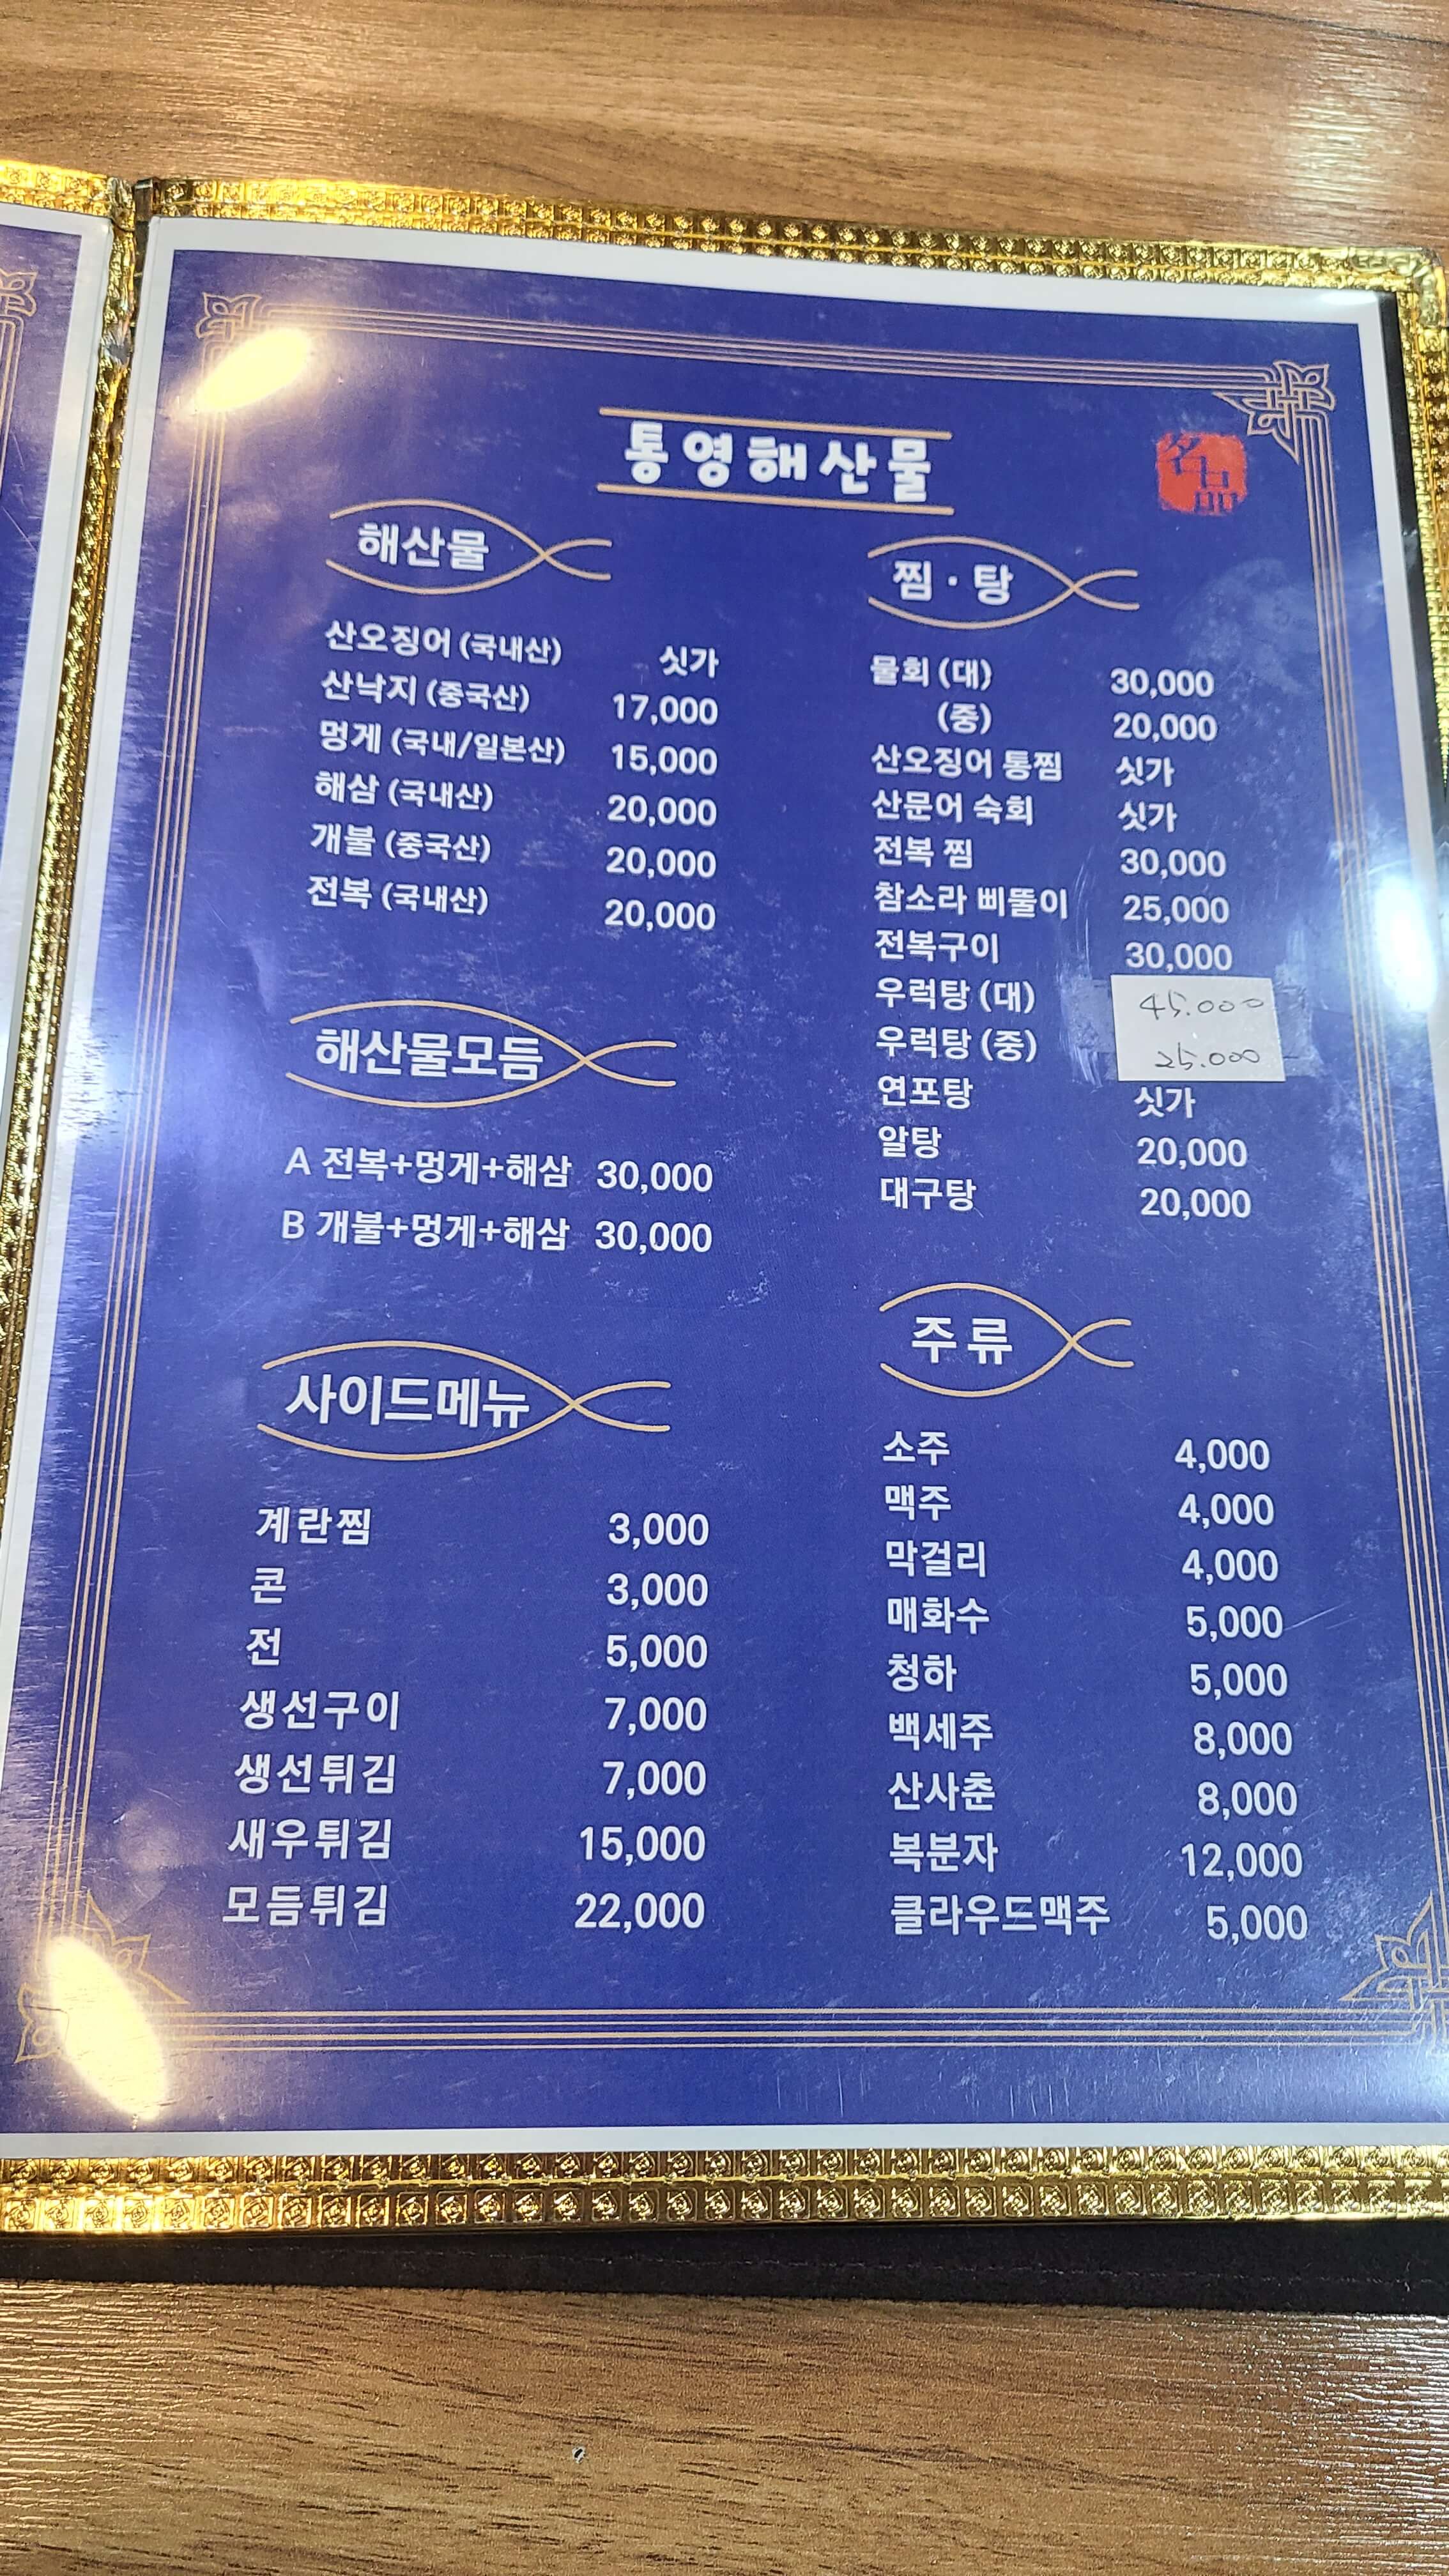 통영해산물
名品
해산물
산오징어 (국내산) 싯가
산낙지 (중국산) 17,000
멍게 (국내/일본산) 15,000
해삼 (국내산) 20,000
개불 (중국산) 20,000
전복 (국내산) 20,000
해산물모듬
A 전복+멍게+해삼 30,000
B 개불+멍게+해삼 30,000
사이드메뉴
계란찜 3,000
콘 3,000
전 5,000
생선구이 7,000
생선튀김 7,000
새우튀김 15,000
모듬튀김 22,000
찜 · 탕
물회 (대) 30,000
(중) 20,000
산오징어 통찜 싯가
산문어 숙회 싯가
전복 찜 30,000
참소라 삐뚤이 25,000
전복구이 30,000
우럭탕 (대) 45.000
우럭탕 (중) 25.000
연포탕 싯가
알탕 20,000
대구탕 20,000
주류
소주 4,000
맥주 4,000
막걸리 4,000
매화수 5,000
청하 5,000
백세주 8,000
산사춘 8,000
복분자 12,000
클라우드맥주 5,000